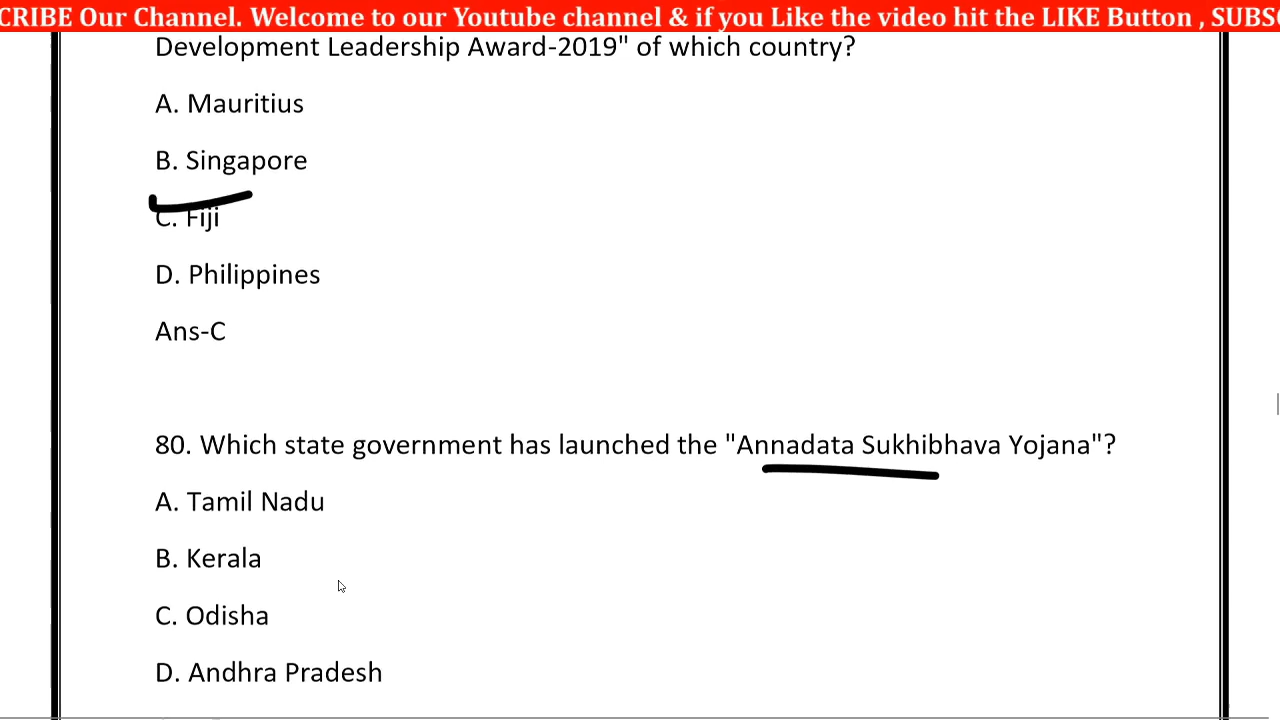 CRIBE Our Channel. Welcome to our Youtube channel & if you Like the video hit the LIKE Button , SUBS
Development Leadership Award-2019" of which country?
A. Mauritius
B. Singapore
C. Fiji
D. Philippines
Ans-C
80. Which state government has launched the "Annadata Sukhibhava Yojana"?
A. Tamil Nadu
B. Kerala
C. Odisha
D. Andhra Pradesh